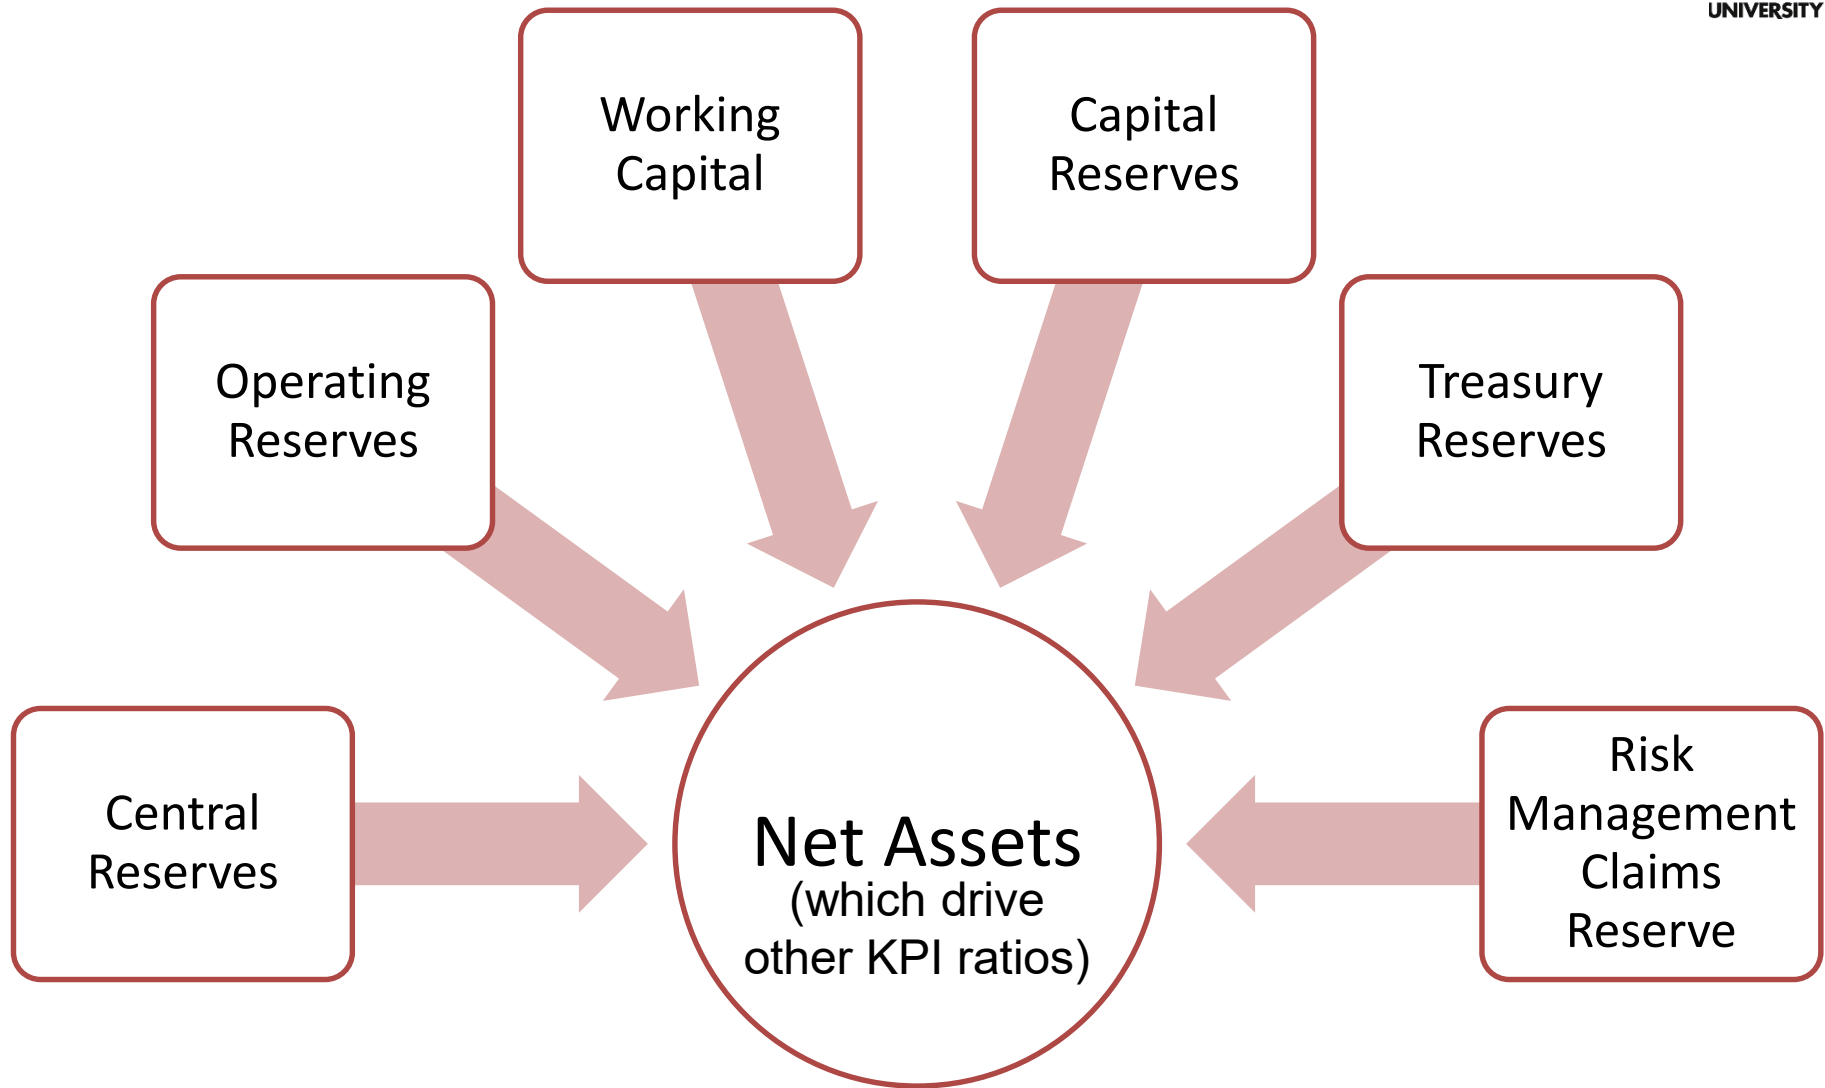 UNIVERSITY
Working
Capital
Capital
Reserves
Operating
Reserves
Treasury
Reserves
Central
Reserves
Net Assets
(which drive
other KPI ratios)
Risk
Management
Claims
Reserve